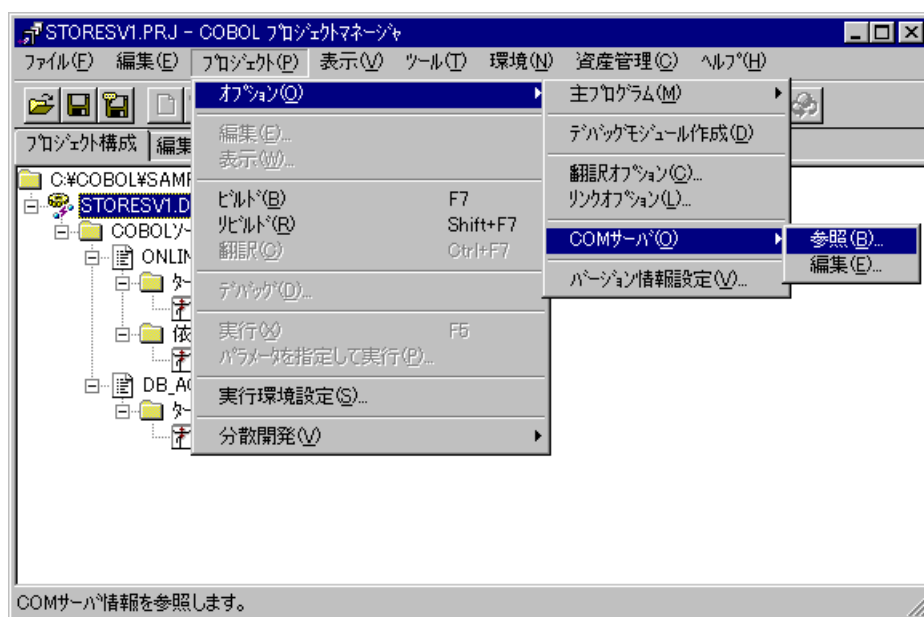 STORESV1.PRJ - COBOL プロジェクトマネージャ
ファイル(F) 編集(E) プロジェクト(P) 表示(V) ツール(T) 環境(N) 資産管理(C) ヘルプ(H)
プロジェクト構成 編集
C:¥COBOL¥SAMP
STORESV1.D
COBOLソー
ONLIN
ター
依
DB_AC
ター
オプション(O)
編集(E)...
表示(W)...
ビルド(B) F7
リビルド(R) Shift+F7
翻訳(C) Ctrl+F7
デバッグ(D)...
実行(X) F5
パラメータを指定して実行(P)...
実行環境設定(S)...
分散開発(V)
主プログラム(M)
デバッグモジュール作成(D)
翻訳オプション(C)...
リンクオプション(L)...
COMサーバ(O)
バージョン情報設定(V)...
参照(B)...
編集(E)...
COMサーバ情報を参照します。